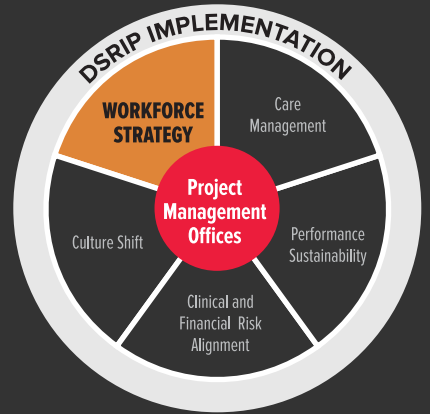 DSRIP IMPLEMENTATION
WORKFORCE
STRATEGY
Care
Management
Project
Management
Offices
Culture Shift
Performance
Sustainability
Clinical and
Financial Risk
Alignment